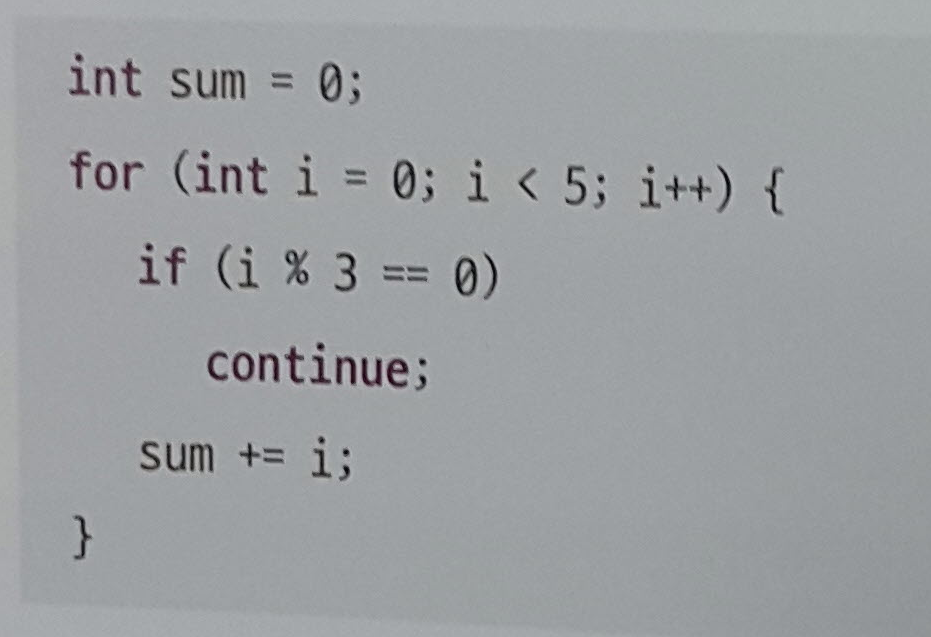 int sum = 0;
for (int i = 0; i < 5; i++) {
if (i % 3 == 0)
continue;
sum += i;
}